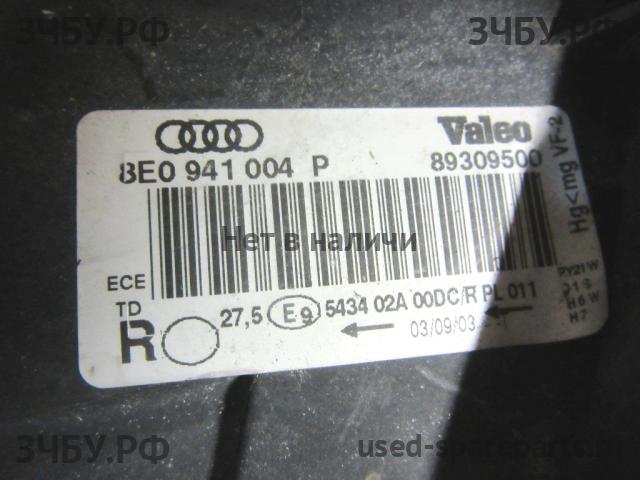 ЗЧБУ.РФ
ЗЧБУ.РФ
Valeo
8E0 941 004 P
89309500
Hg<mg VF-2
Нет в наличи
ECE
PY21W
D1S
H6W
H7
TD
R
27,5
E9
5434 02A 00DC/R PL 011
03/09/03
ЗЧБУ.РФ
used-spareparts.ru